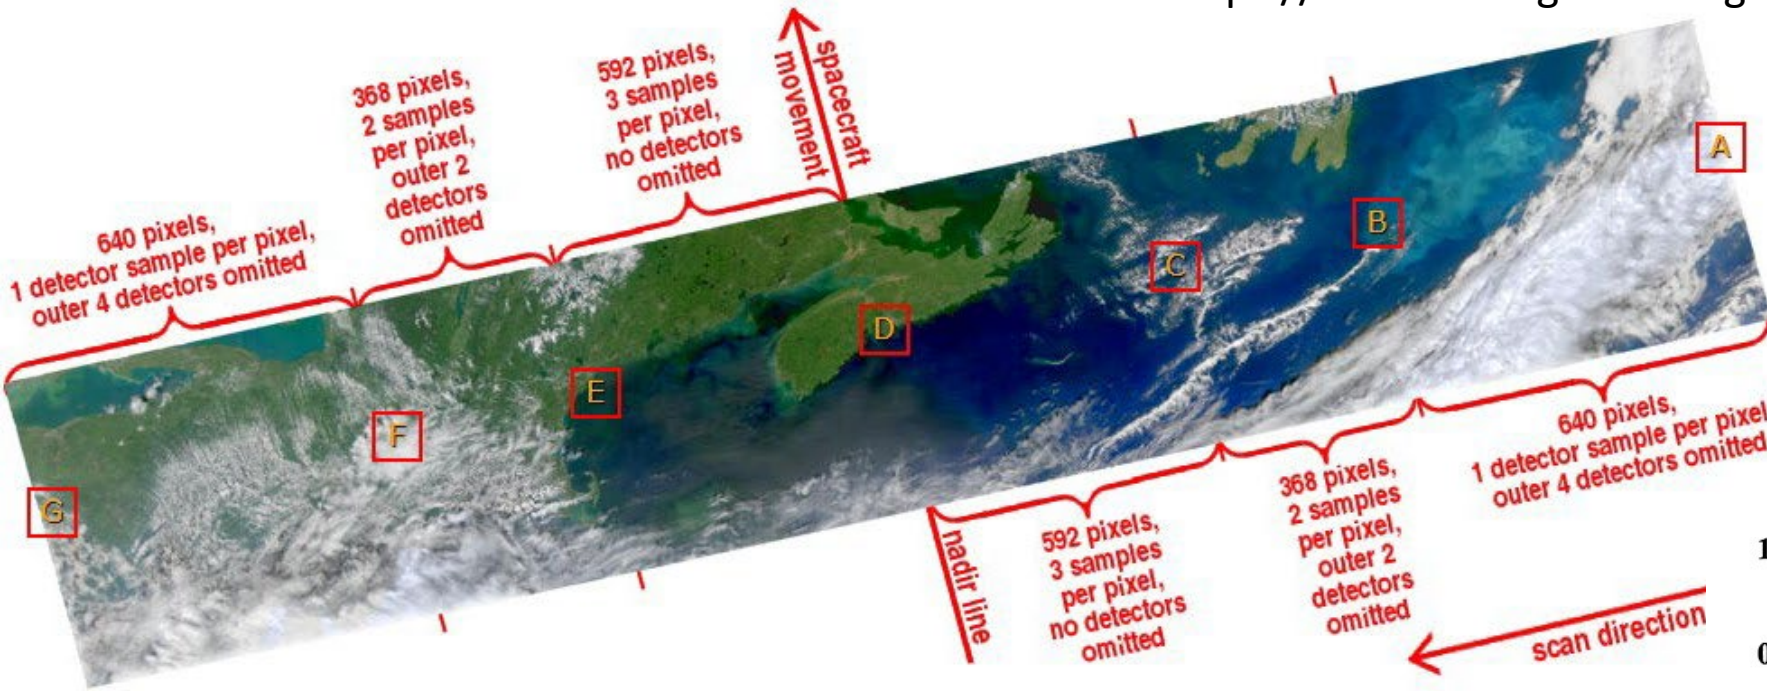 592 pixels,
3 samples
per pixel,
no detectors
omitted
spacecraft
movement
368 pixels,
2 samples
per pixel,
outer 2
detectors
omitted
640 pixels,
1 detector sample per pixel,
outer 4 detectors omitted
A
B
C
D
E
F
G
nadir line
592 pixels,
3 samples
per pixel,
no detectors
omitted
368 pixels,
2 samples
per pixel,
outer 2
detectors
omitted
640 pixels,
1 detector sample per pixel
outer 4 detectors omitted
scan direction
1
0